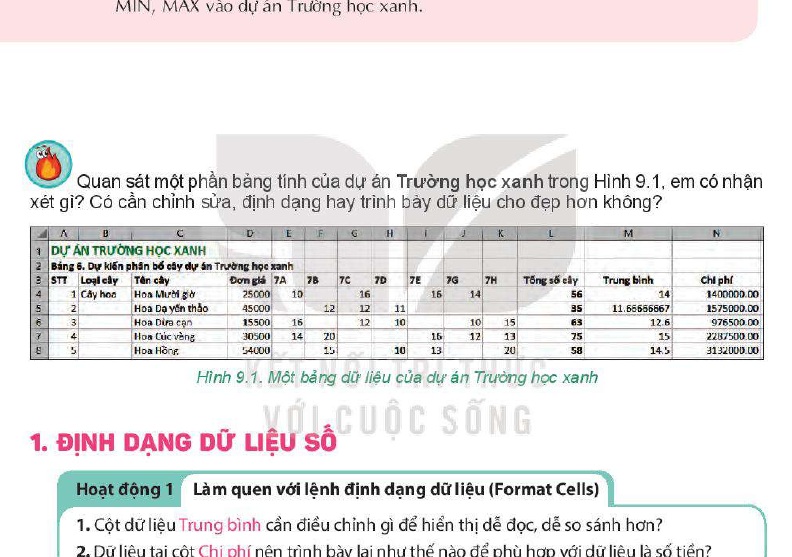 MIN, MAX vào dự án Trường học xanh.
Quan sát một phần bảng tính của dự án Trường học xanh trong Hình 9.1, em có nhận
xét gì? Có cần chỉnh sửa, định dạng hay trình bày dữ liệu cho đẹp hơn không?
A B C D E F G H I J K L M N
1 DỰ ÁN TRƯỜNG HỌC XANH
2 Bảng 6. Dự kiến phân bổ cây dự án Trường học xanh
3 STT Loại cây Tên cây Đơn giá 7A 7B 7C 7D 7E 7G 7H Tổng số cây Trung bình Chi phí
4 1 Cây hoa Hoa Mười giờ 25000 10 16 16 14 56 14 1400000.00
5 2 Hoa Dạ yến thảo 45000 12 12 11 35 11.66666667 1575000.00
6 3 Hoa Dừa cạn 15500 16 12 10 10 15 63 12.6 976500.00
7 4 Hoa Cúc vàng 30500 14 20 16 12 13 75 15 2287500.00
8 5 Hoa Hồng 54000 15 10 13 20 58 14.5 3132000.00
KẾT NỐI TRI THỨC
Hình 9.1. Một bảng dữ liệu của dự án Trường học xanh
VỚI CUỘC SỐNG
1. ĐỊNH DẠNG DỮ LIỆU SỐ
Hoạt động 1 Làm quen với lệnh định dạng dữ liệu (Format Cells)
1. Cột dữ liệu Trung bình cần điều chỉnh gì để hiển thị dễ đọc, dễ so sánh hơn?
2. Dữ liệu tại cột Chi phí nên trình bày lại như thế nào để phù hợp với dữ liệu là số tiền?